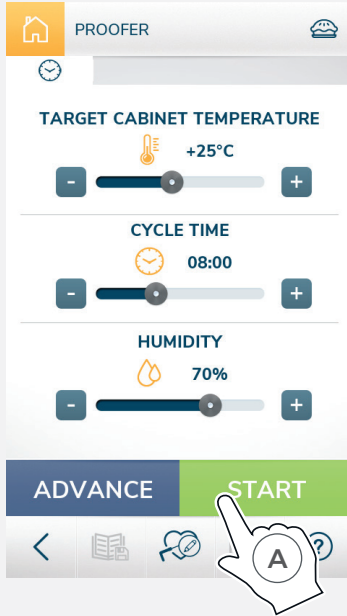 PROOFER
TARGET CABINET TEMPERATURE
+25°C
- +
CYCLE TIME
08:00
- +
HUMIDITY
70%
- +
ADVANCE START
A ?